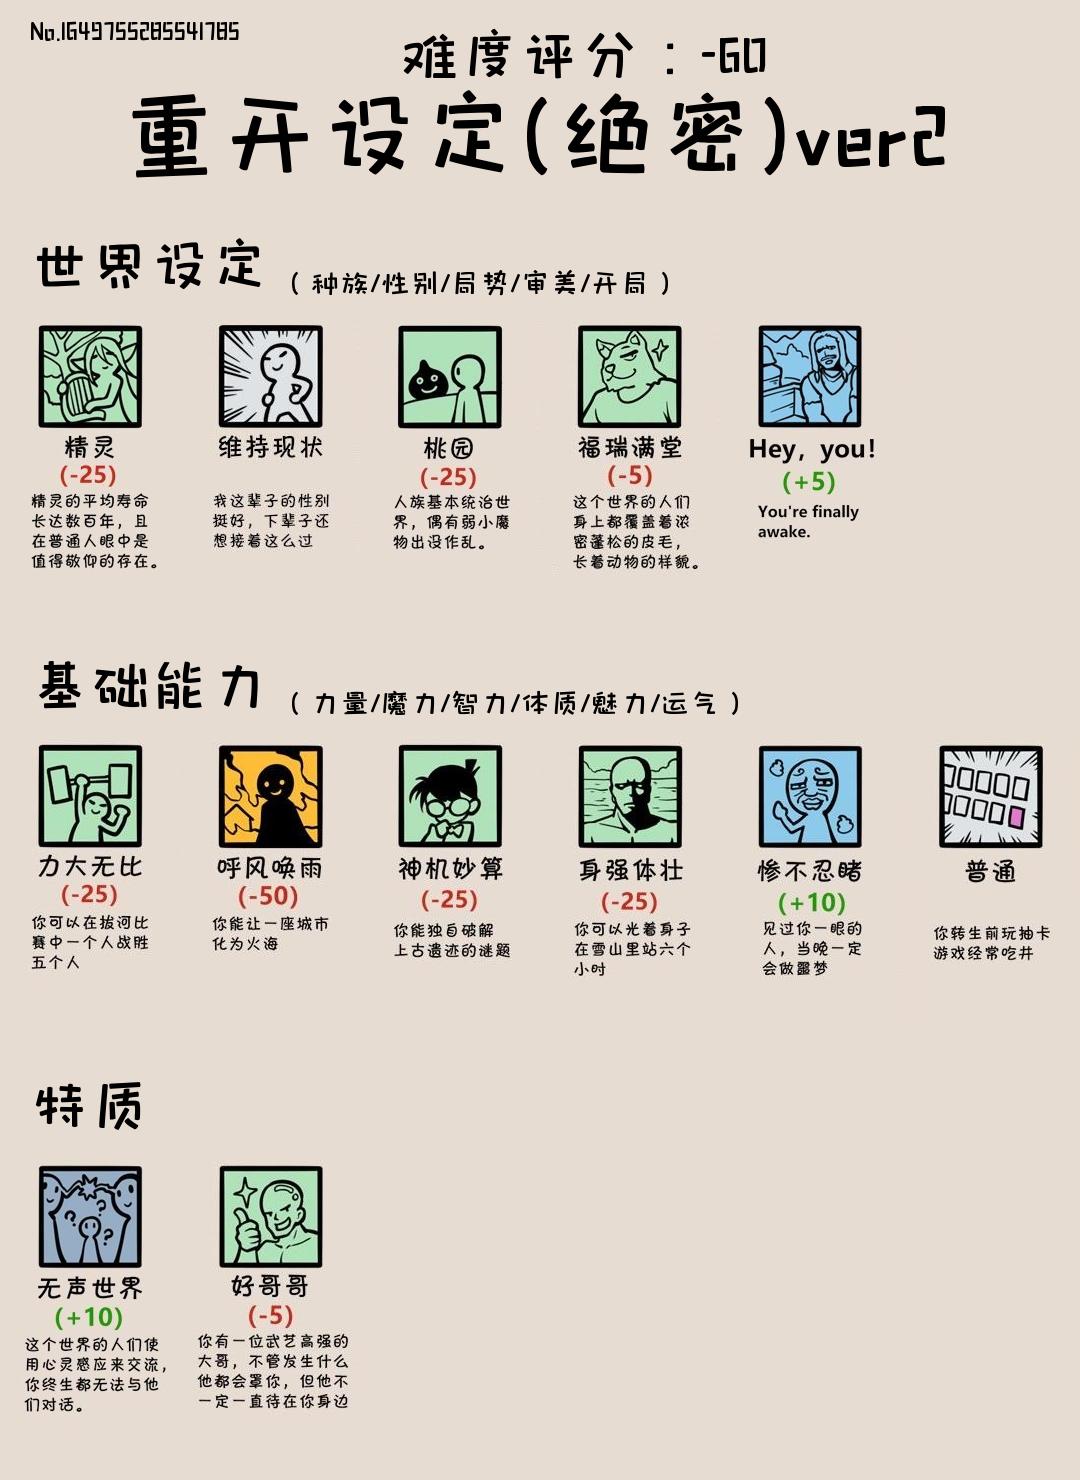 No.1649755285541785
难度评分：-60
重开设定(绝密)ver2
世界设定（种族/性别/局势/审美/开局）
精灵
(-25)
精灵的平均寿命
长达数百年，且
在普通人眼中是
值得敬仰的存在。
维持现状
我这辈子的性别
挺好，下辈子还
想接着这么过
桃园
(-25)
人族基本统治世
界，偶有弱小魔
物出没作乱。
福瑞满堂
(-5)
这个世界的人们
身上都覆盖着浓
密蓬松的皮毛，
长着动物的样貌。
Hey, you!
(+5)
You're finally
awake.
基础能力（力量/魔力/智力/体质/魅力/运气）
力大无比
(-25)
你可以在拔河比
赛中一个人战胜
五个人
呼风唤雨
(-50)
你能让一座城市
化为火海
神机妙算
(-25)
你能独自破解
上古遗迹的谜题
身强体壮
(-25)
你可以光着身子
在雪山里站六个
小时
惨不忍睹
(+10)
见过你一眼的
人，当晚一定
会做噩梦
普通
你转生前玩抽卡
游戏经常吃井
特质
无声世界
(+10)
这个世界的人们使
用心灵感应来交流，
你终生都无法与他
们对话。
好哥哥
(-5)
你有一位武艺高强的
大哥，不管发生什么
他都会罩你，但他不
一定一直待在你身边